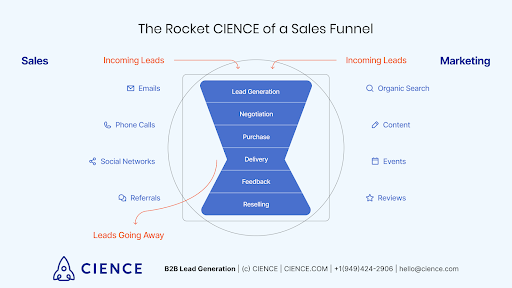 The Rocket CIENCE of a Sales Funnel
Sales
Incoming Leads
Incoming Leads
Marketing
Emails
Phone Calls
Social Networks
Referrals
Leads Going Away
Lead Generation
Negotiation
Purchase
Delivery
Feedback
Reselling
Organic Search
Content
Events
Reviews
CIENCE
B2B Lead Generation | (c) CIENCE | CIENCE.COM | +1(949)424-2906 | hello@cience.com